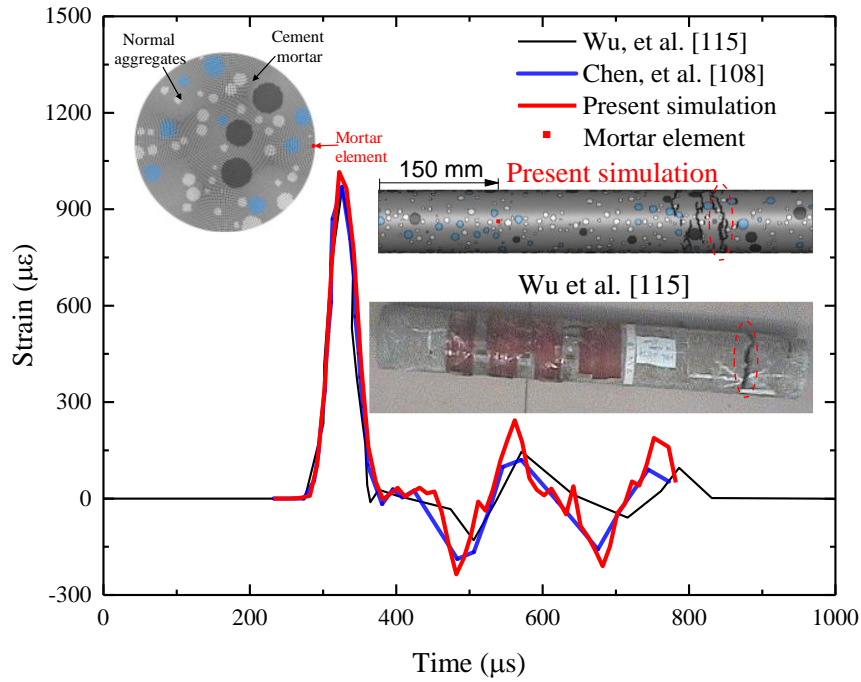 1500
1200
900
600
300
0
-300
Strain (με)
0
200
400
600
800
1000
Time (μs)
Normal
aggregates
Cement
mortar
Mortar
element
Wu, et al. [115]
Chen, et al. [108]
Present simulation
Mortar element
150 mm
Present simulation
Wu et al. [115]